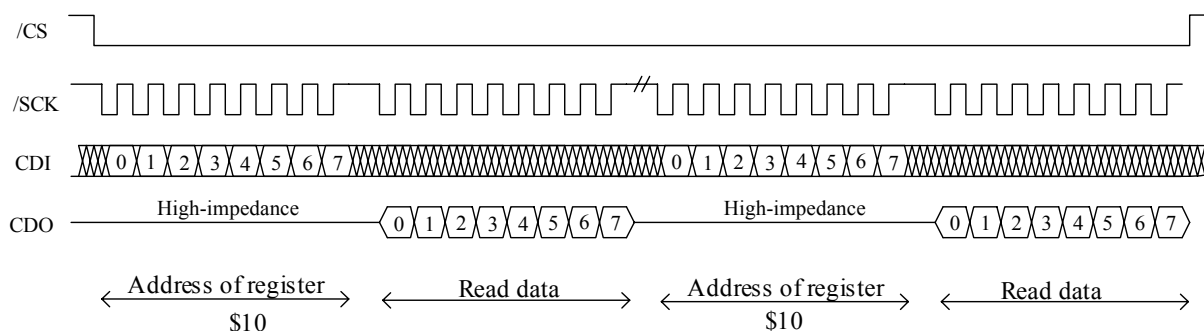 /CS
/SCK
CDI 0 1 2 3 4 5 6 7 0 1 2 3 4 5 6 7
High-impedance High-impedance
CDO 0 1 2 3 4 5 6 7 0 1 2 3 4 5 6 7
Address of register Read data Address of register Read data
$10 $10